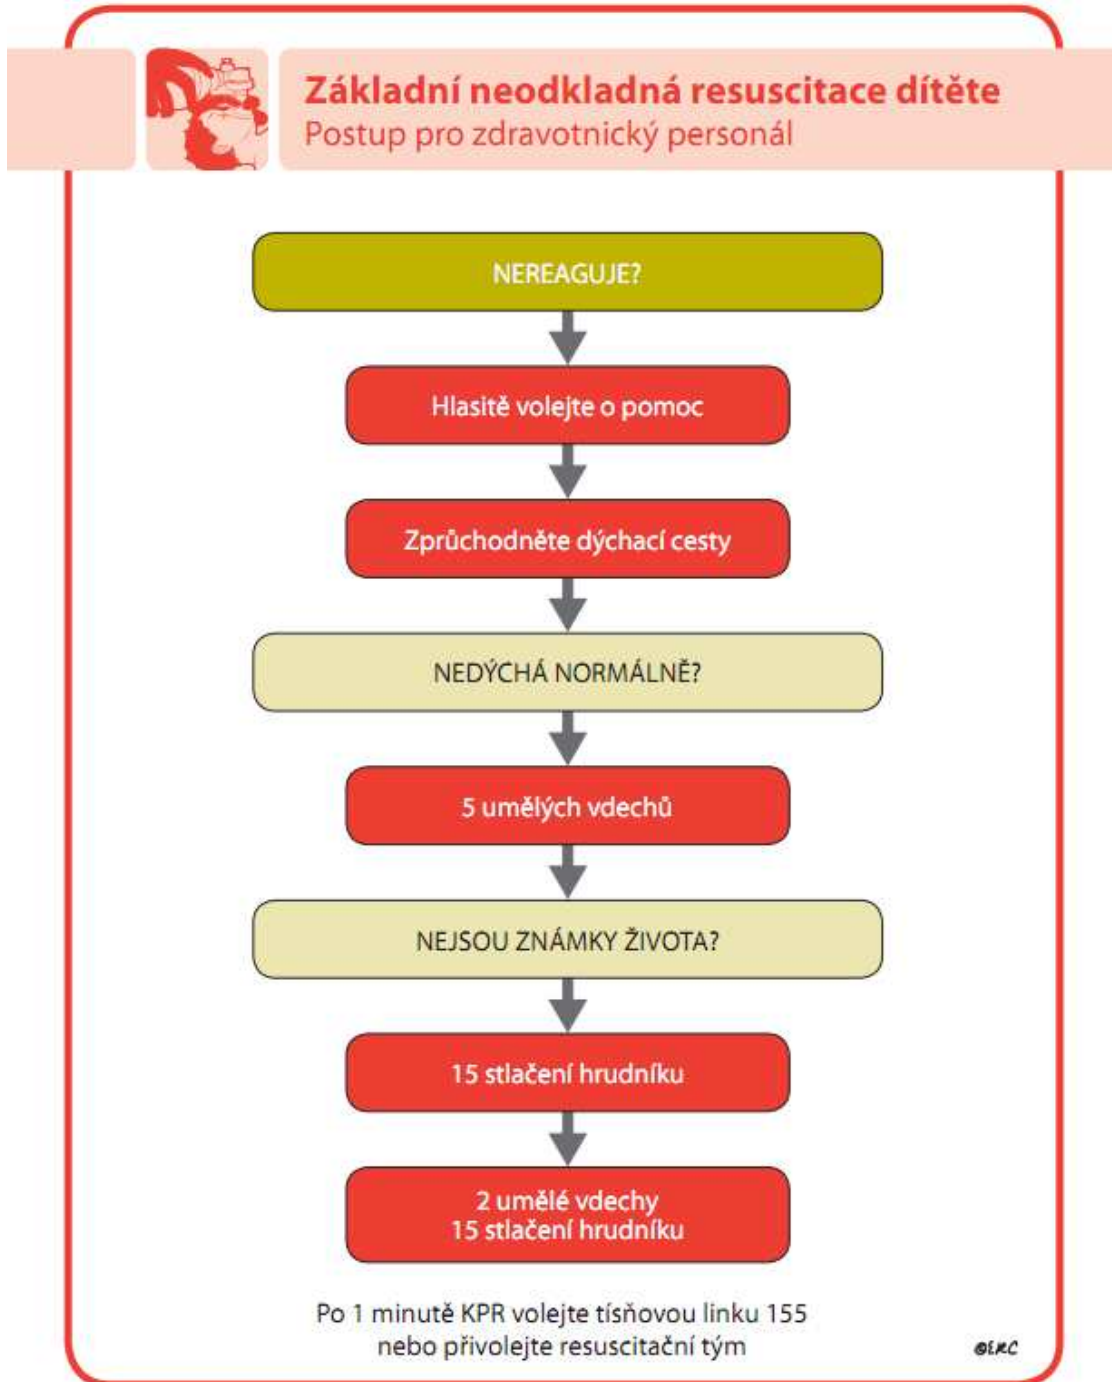 Základní neodkladná resuscitace dítěte
Postup pro zdravotnický personál
NEREAGUJE?
Hlasitě volejte o pomoc
Zprůchodněte dýchací cesty
NEDÝCHÁ NORMÁLNĚ?
5 umělých vdechů
NEJSOU ZNÁMKY ŽIVOTA?
15 stlačení hrudníku
2 umělé vdechy
15 stlačení hrudníku
Po 1 minutě KPR volejte tísňovou linku 155
nebo přivolejte resuscitační tým
©ERC